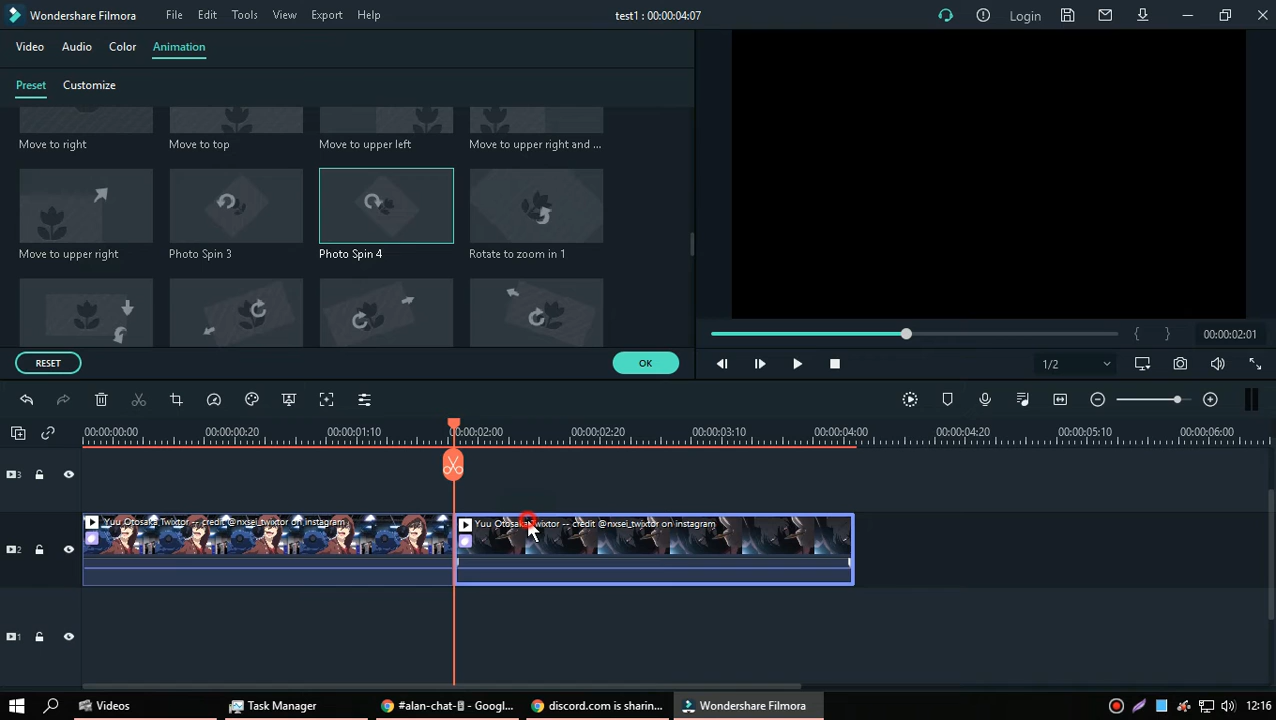 Wondershare Filmora File Edit Tools View Export Help test1 : 00:00:04:07 Login
Video Audio Color Animation
Preset Customize
Move to right Move to top Move to upper left Move to upper right and ...
Move to upper right Photo Spin 3 Photo Spin 4 Rotate to zoom in 1
RESET OK
00:00:02:01
1/2
00:00:00:00 00:00:00:20 00:00:01:10 00:00:02:00 00:00:02:20 00:00:03:10 00:00:04:00 00:00:04:20 00:00:05:10 00:00:06:00
3
Yuu Otosaka Twixtor -- credit @nxsei_twixtor on instagram Yuu Otosaka Twixtor -- credit @nxsei_twixtor on instagram
2
1
Videos Task Manager #alan-chat- - Googl... discord.com is sharin... Wondershare Filmora 12:16